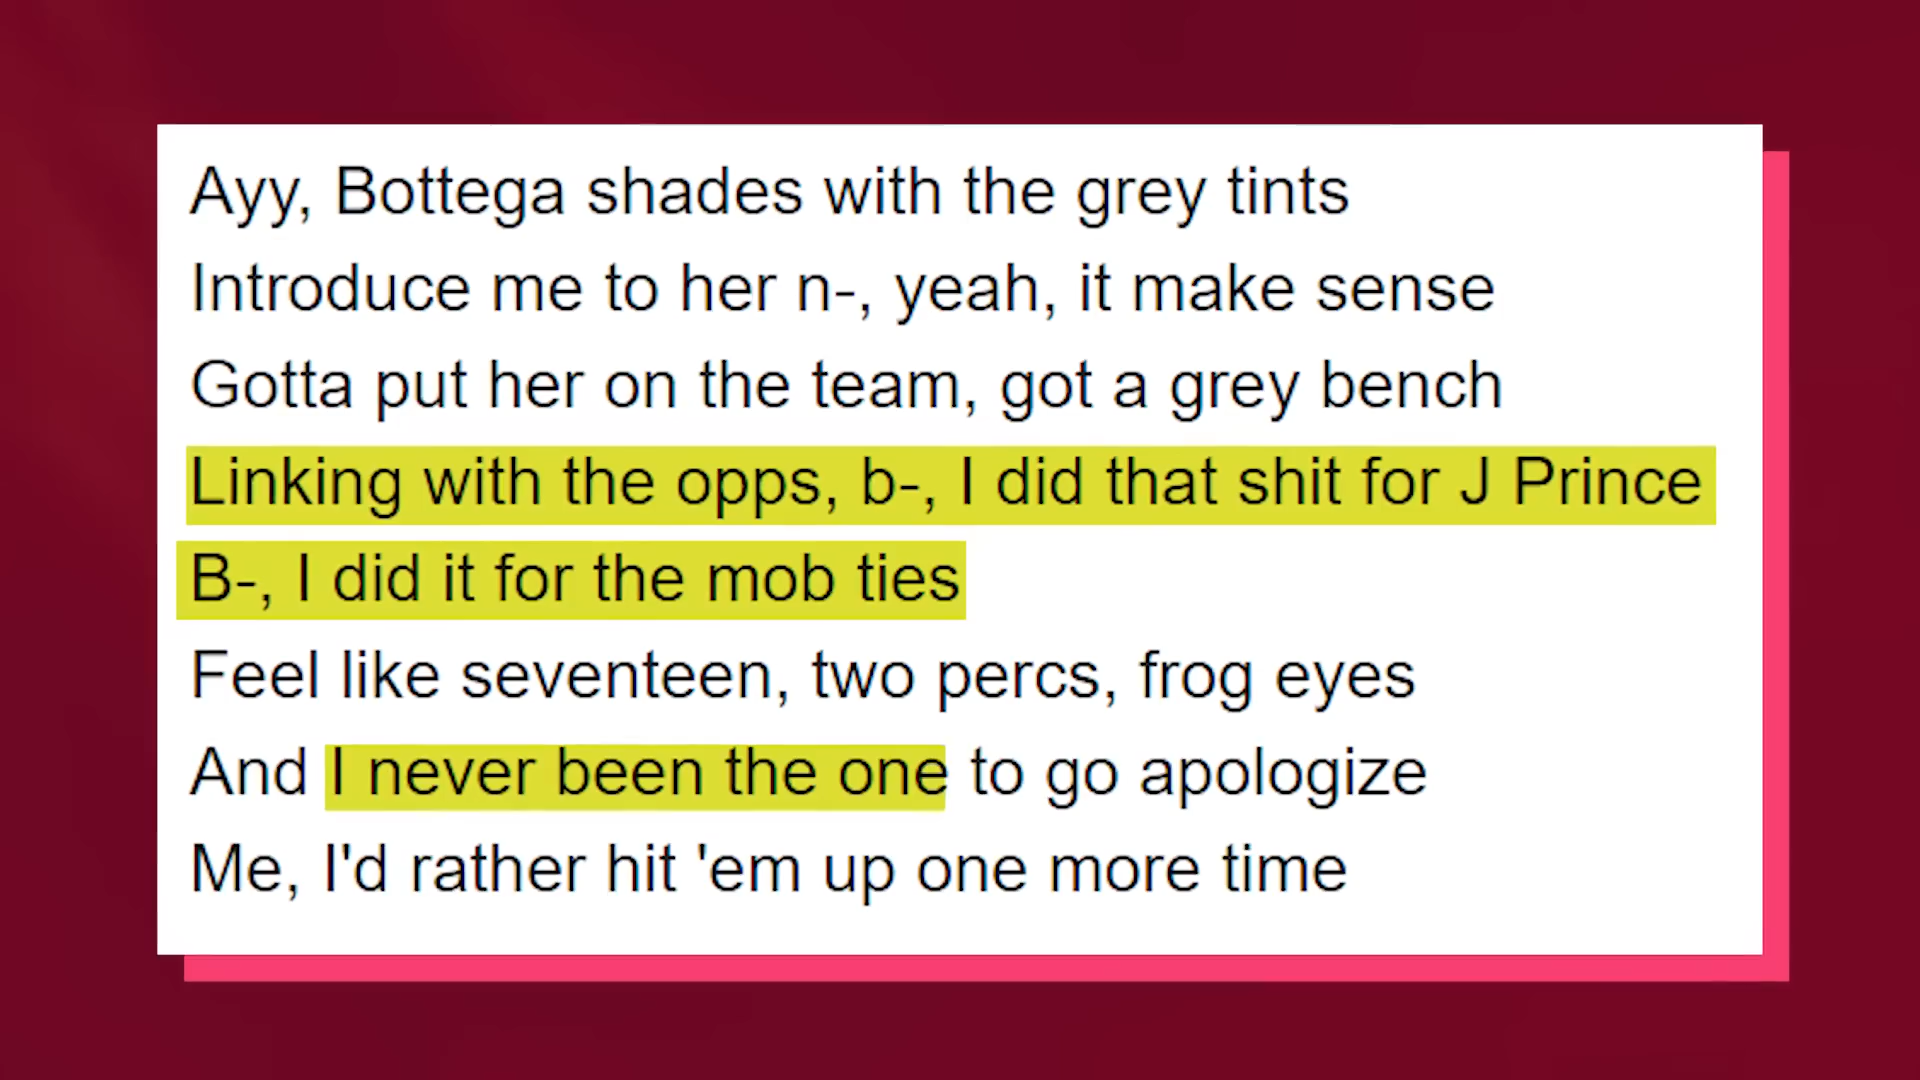 Ayy, Bottega shades with the grey tints
Introduce me to her n-, yeah, it make sense
Gotta put her on the team, got a grey bench
Linking with the opps, b-, I did that shit for J Prince
B-, I did it for the mob ties
Feel like seventeen, two percs, frog eyes
And I never been the one to go apologize
Me, I'd rather hit 'em up one more time